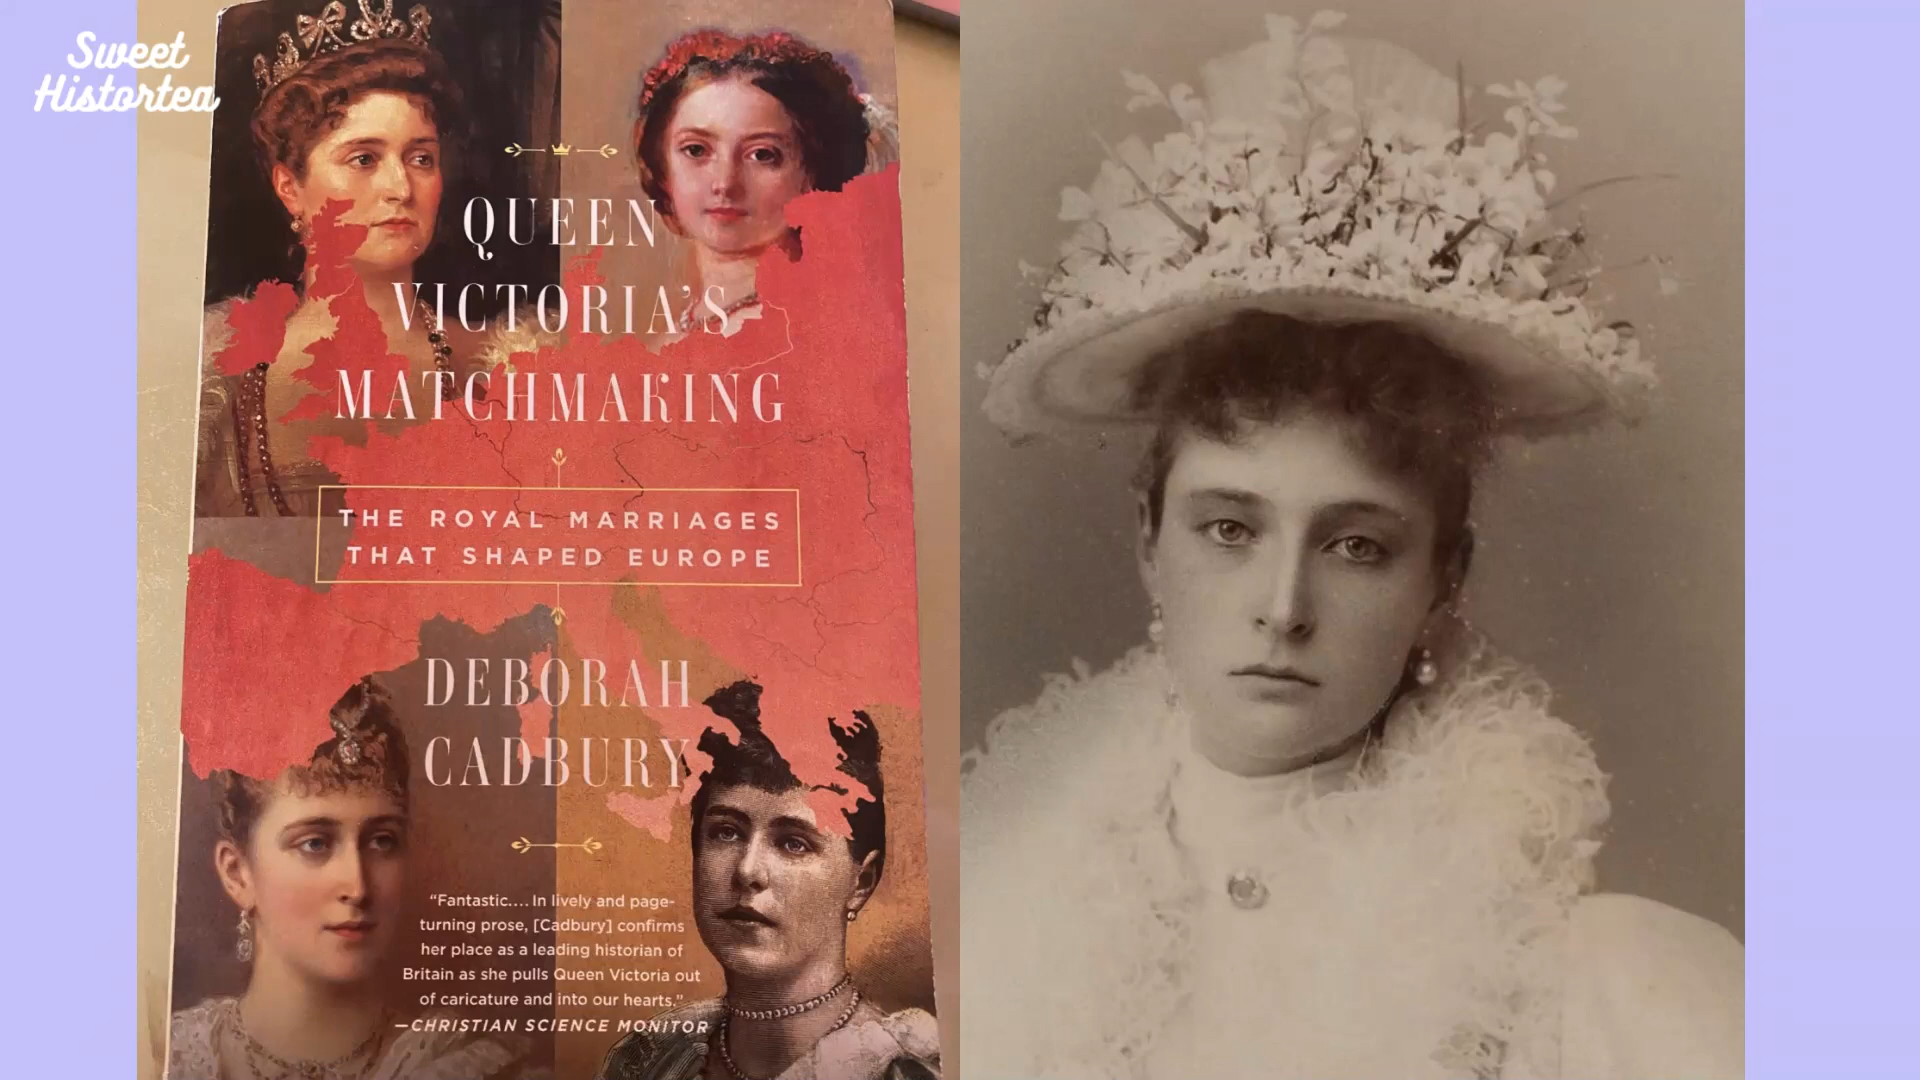 Sweet
Histortea
QUEEN
VICTORIA'S
MATCHMAKING
THE ROYAL MARRIAGES
THAT SHAPED EUROPE
DEBORAH
CADBURY
“Fantastic.... In lively and page-
turning prose, [Cadbury] confirms
her place as a leading historian of
Britain as she pulls Queen Victoria out
of caricature and into our hearts.”
—CHRISTIAN SCIENCE MONITOR